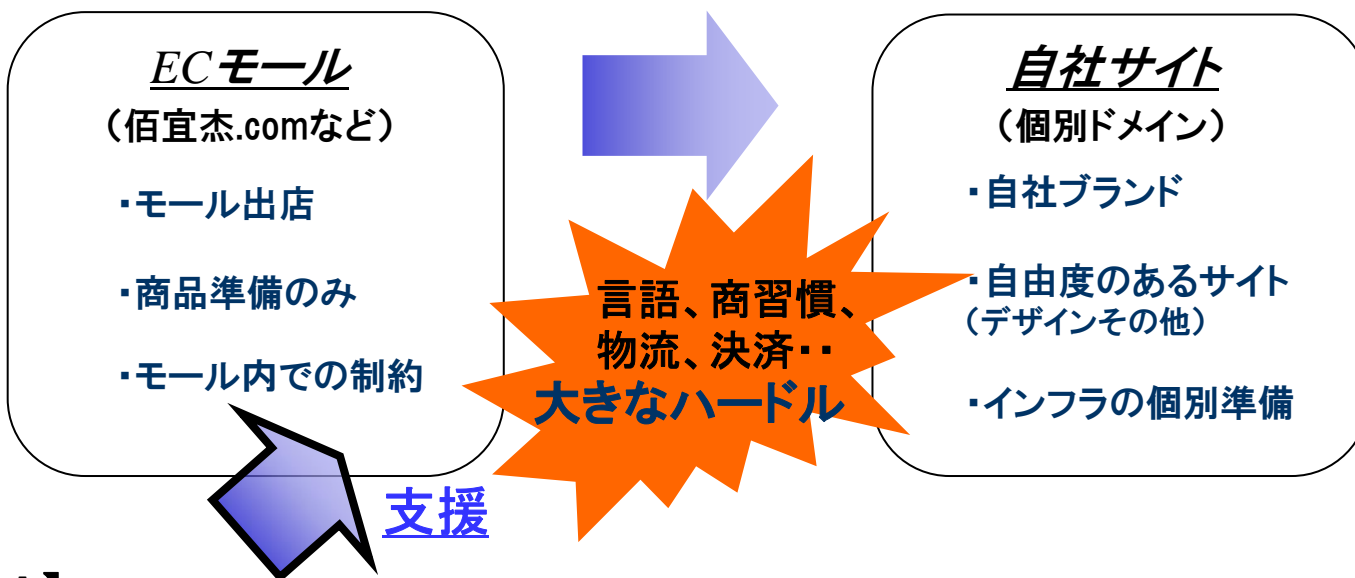 ECモール
（佰宜杰.comなど）
・モール出店
・商品準備のみ
・モール内での制約
自社サイト
（個別ドメイン）
・自社ブランド
・自由度のあるサイト
（デザインその他）
・インフラの個別準備
言語、商習慣、
物流、決済・・
大きなハードル
支援